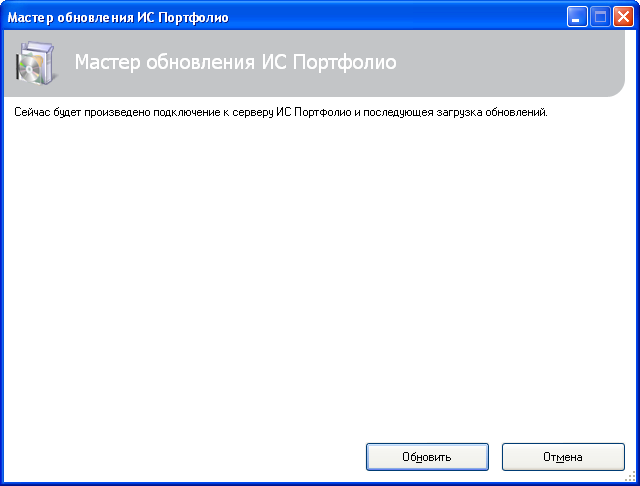 Мастер обновления ИС Портфолио
Мастер обновления ИС Портфолио
Сейчас будет произведено подключение к серверу ИС Портфолио и последующея загрузка обновлений.
Обновить
Отмена